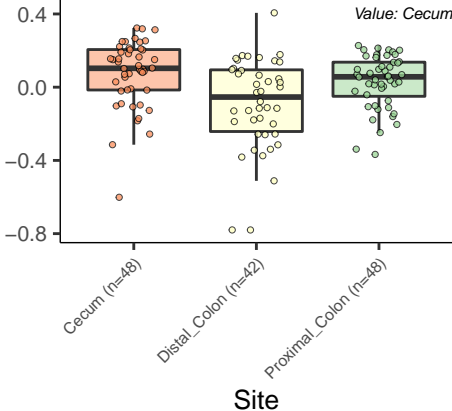 Value: Cecum
0.4
0.0
−0.4
−0.8
Cecum (n=48)
Distal_Colon (n=42)
Proximal_Colon (n=48)
Site